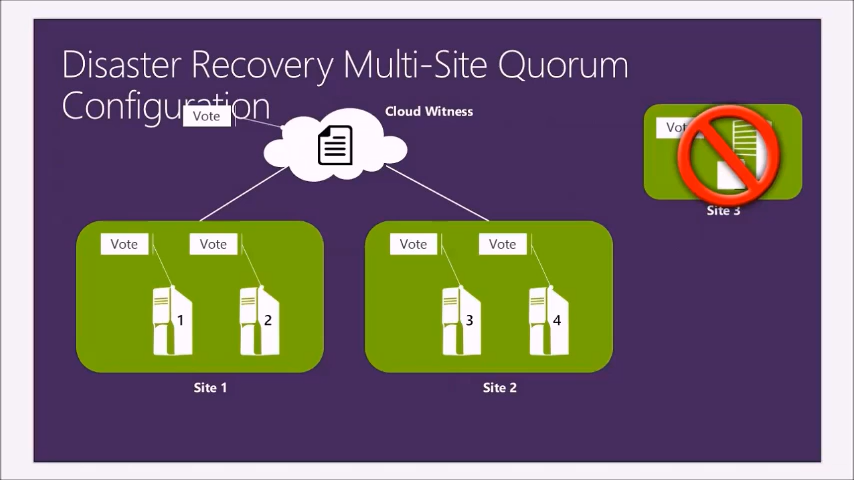 Disaster Recovery Multi-Site Quorum
Configuration
Vote
Cloud Witness
Site 3
Vote
Vote
Vote
Vote
1
2
3
4
Site 1
Site 2